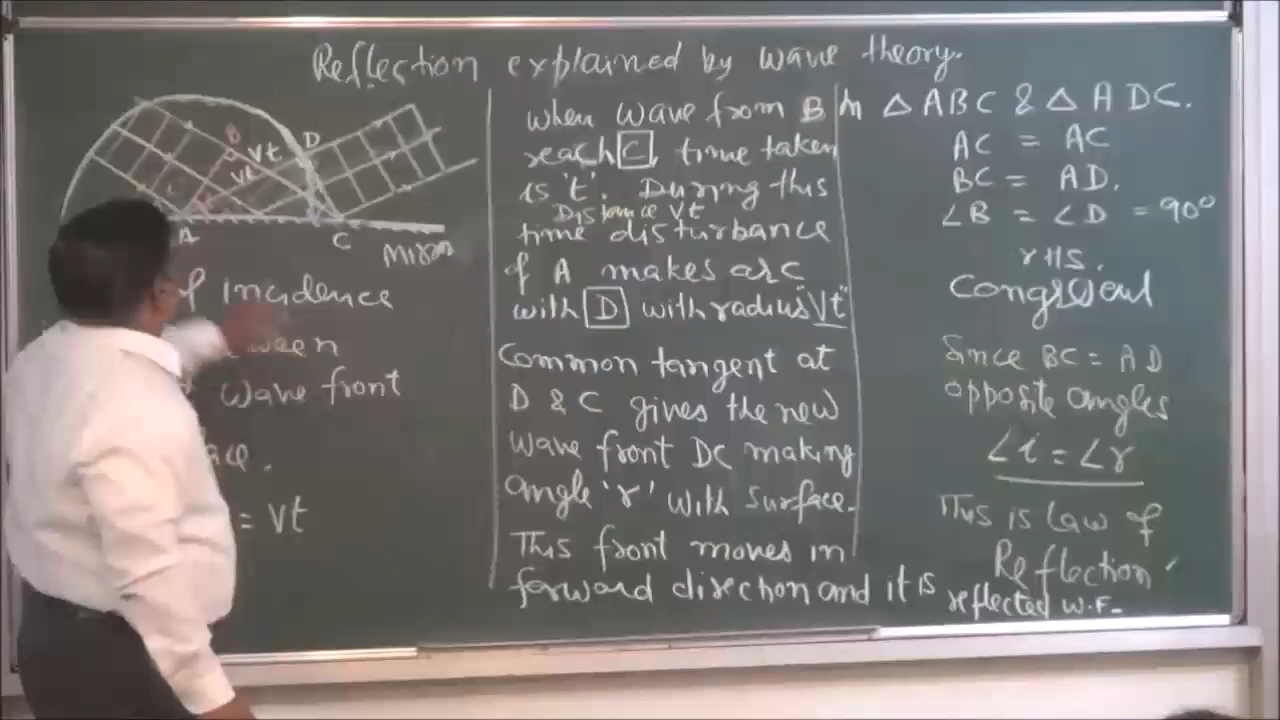 Reflection explained by wave theory.
B
Vt
Vt
D
A
C
Mirror
of incidence
ween
wave front
ace.
= Vt
when wave from B
reach C, time taken
is 't'. During this
Distance Vt
time disturbance
of A makes arc
with D with radius "Vt"
Common tangent at
D & C gives the new
wave front DC making
angle 'r' with surface.
This front moves in
forward direction and it is reflected W.F.
In △ ABC & △ ADC.
AC = AC
BC = AD.
∠B = ∠D = 90°
rHS.
Congruent
Since BC = AD
opposite angles
∠i = ∠r
This is law of
Reflection